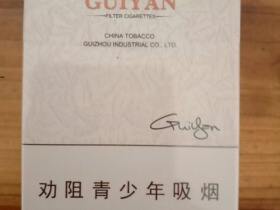 GUIYAN
FILTER CIGARETTES
CHINA TOBACCO
GUIZHOU INDUSTRIAL CO., LTD.
GuiYan
劝阻青少年吸烟